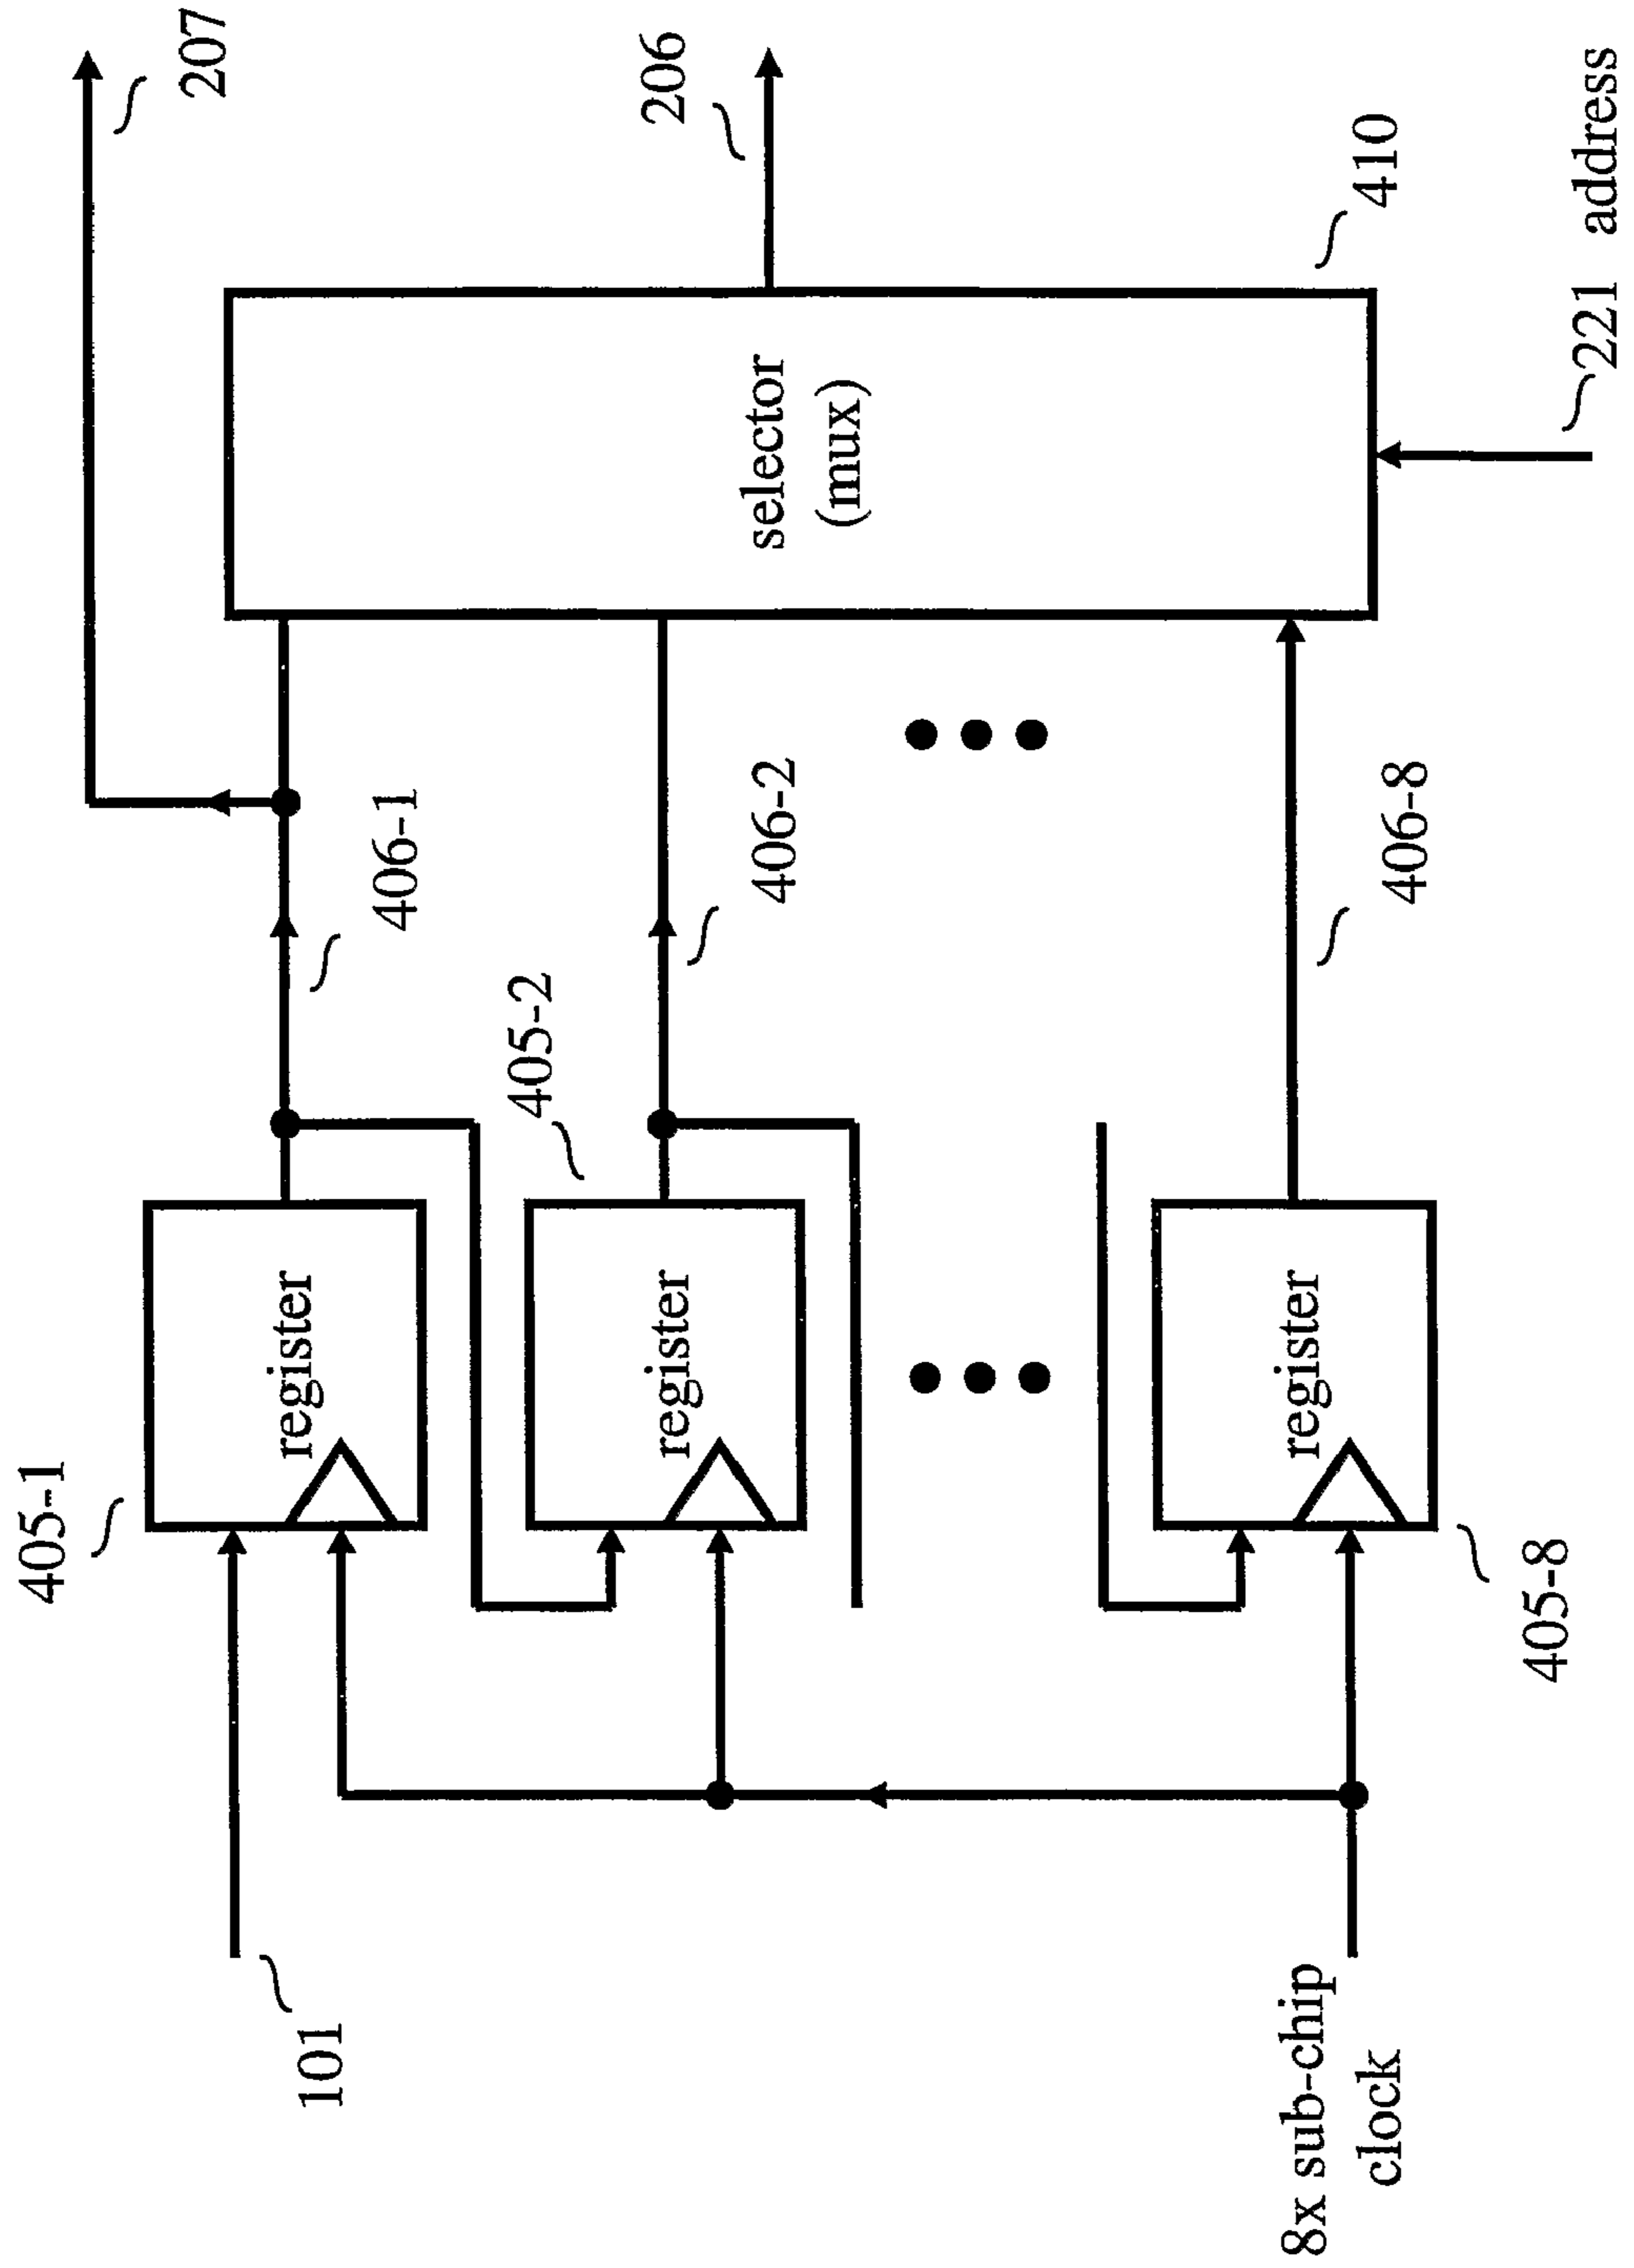 207
206
405-1
406-1
register
405-2
406-2
register
selector
(mux)
101
406-8
410
register
8x sub-chip
clock
405-8
221 address